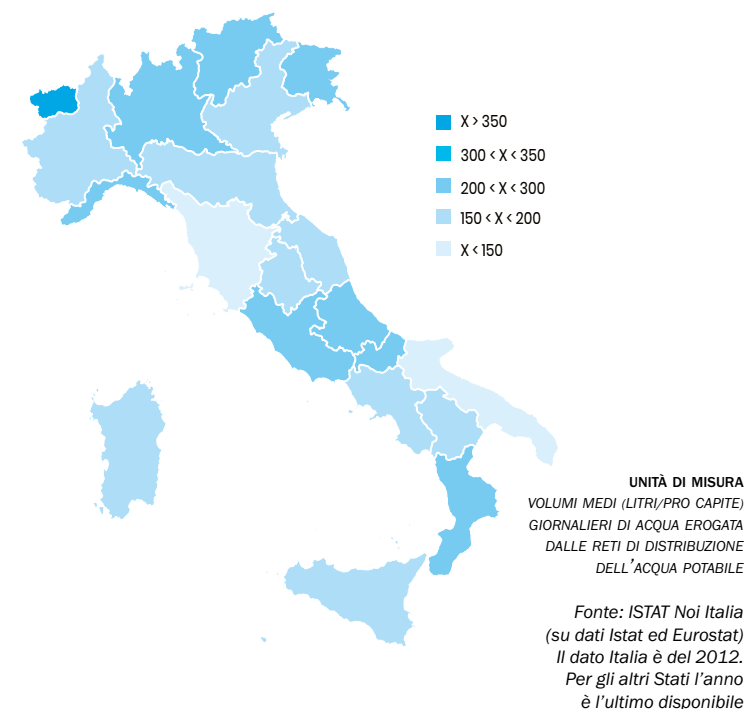 X > 350
300 < X < 350
200 < X < 300
150 < X < 200
X < 150
UNITÀ DI MISURA
VOLUMI MEDI (LITRI/PRO CAPITE)
GIORNALIERI DI ACQUA EROGATA
DALLE RETI DI DISTRIBUZIONE
DELL'ACQUA POTABILE
Fonte: ISTAT Noi Italia
(su dati Istat ed Eurostat)
Il dato Italia è del 2012.
Per gli altri Stati l'anno
è l'ultimo disponibile